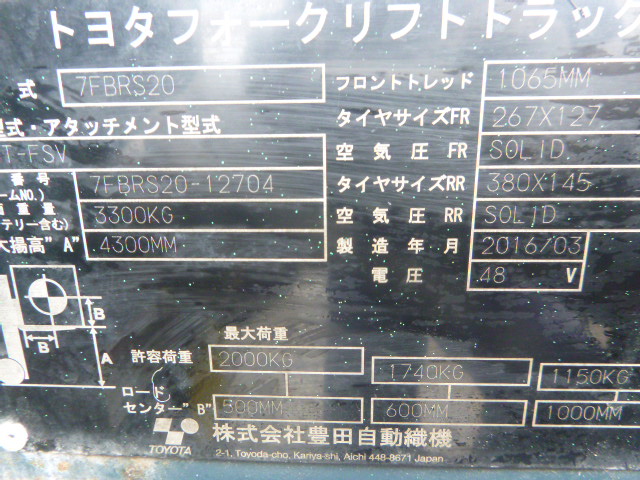 トヨタフォークリフトトラック
式 7FBRS20 フロントトレッド 1065MM
型式・アタッチメント型式 タイヤサイズFR 267X127
T-FSV 空気圧 FR SOLID
番号 7FBRS20-12704 タイヤサイズRR 380X145
ームNO.)
重量 3300KG 空気圧 RR SOLID
テリー含む)
大揚高"A" 4300MM 製造年月 2016/03
電圧 48 V
B
B
A
最大荷重
許容荷重 2000KG 1740KG 1150KG
ロード
センター"B" 500MM 600MM 1000MM
TOYOTA 株式会社豊田自動織機
2-1, Toyoda-cho, Kariya-shi, Aichi 448-8671 Japan